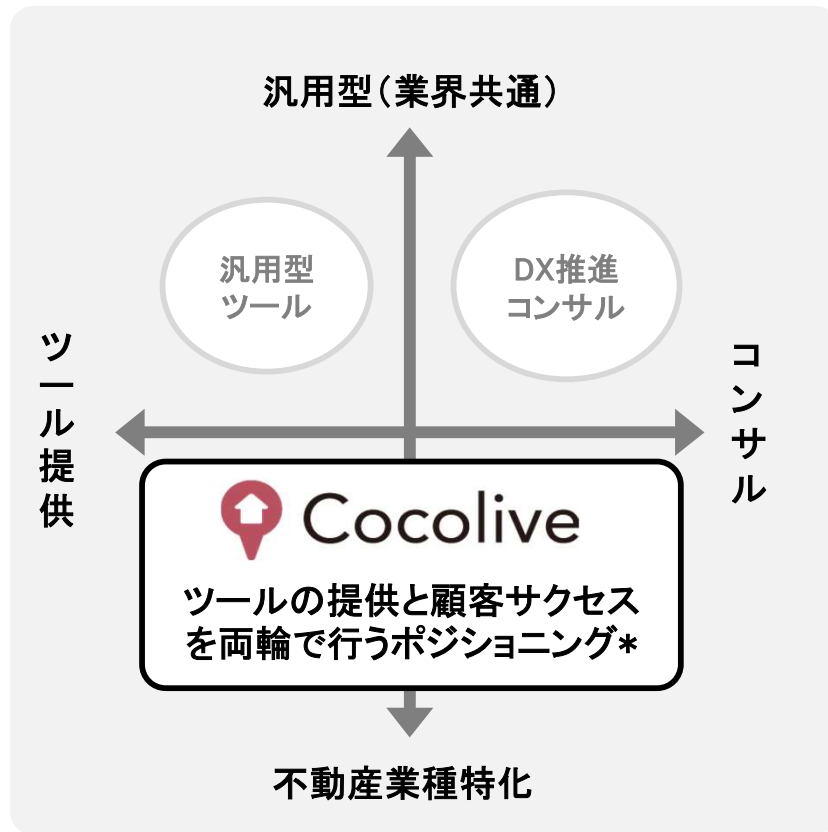 汎用型（業界共通）
汎用型
ツール
DX推進
コンサル
ツール提供
コンサル
Cocolive
ツールの提供と顧客サクセス
を両輪で行うポジショニング*
不動産業種特化